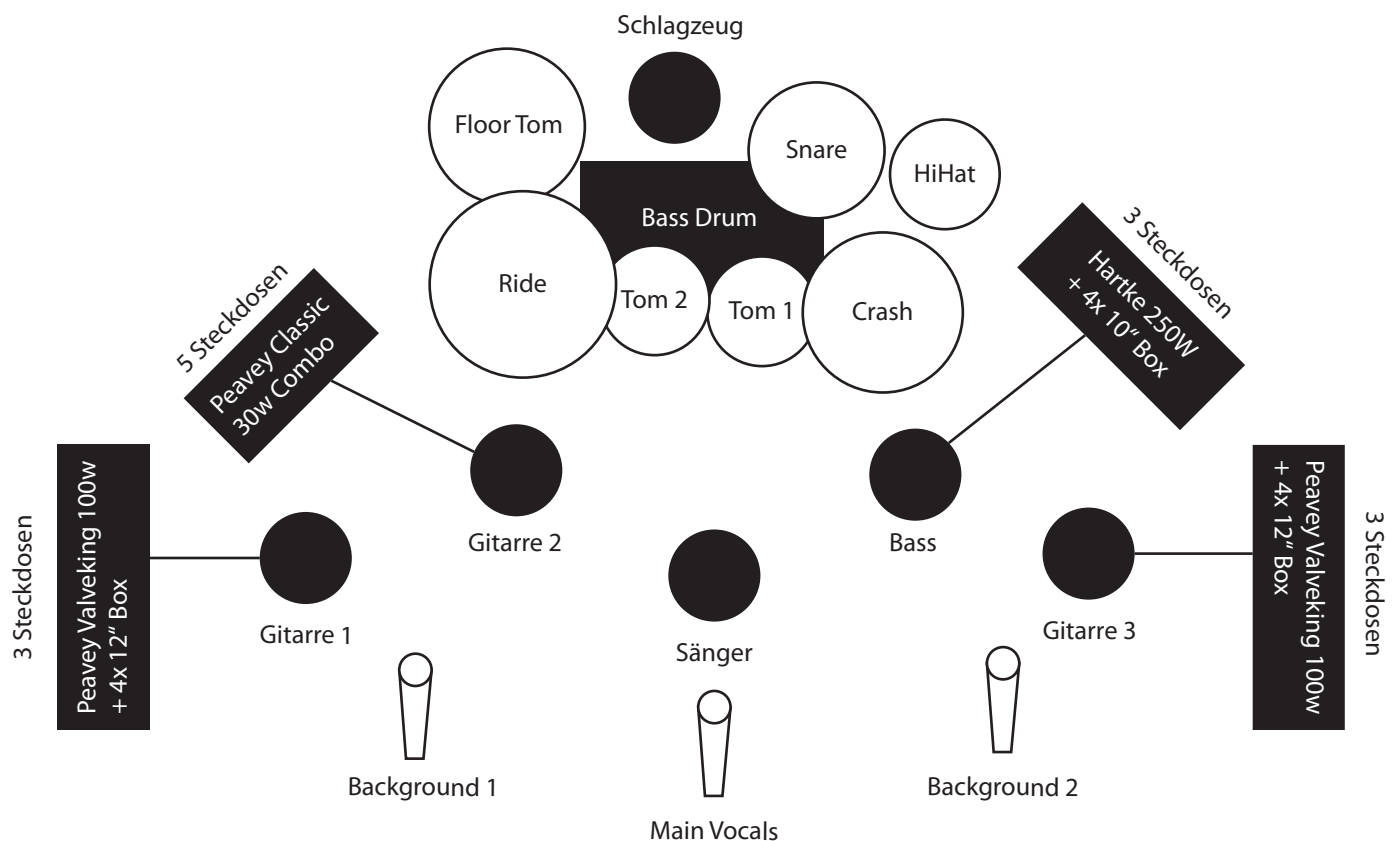 Schlagzeug
Floor Tom
Snare
HiHat
Bass Drum
Ride
Tom 2
Tom 1
Crash
5 Steckdosen
Peavey Classic
30w Combo
3 Steckdosen
Hartke 250W
+ 4x 10“ Box
3 Steckdosen
Peavey Valveking 100w
+ 4x 12“ Box
Gitarre 1
Gitarre 2
Sänger
Bass
Gitarre 3
Peavey Valveking 100w
+ 4x 12“ Box
3 Steckdosen
Background 1
Main Vocals
Background 2